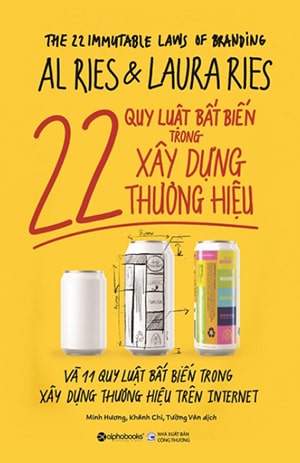 THE 22 IMMUTABLE LAWS OF BRANDING
AL RIES & LAURA RIES
22
QUY LUẬT BẤT BIẾN
TRONG
XÂY DỰNG
THƯƠNG HIỆU
VÀ 11 QUY LUẬT BẤT BIẾN TRONG
XÂY DỰNG THƯƠNG HIỆU TRÊN INTERNET
Minh Hương, Khánh Chi, Tường Vân dịch
alphabooks
NHÀ XUẤT BẢN
CÔNG THƯƠNG